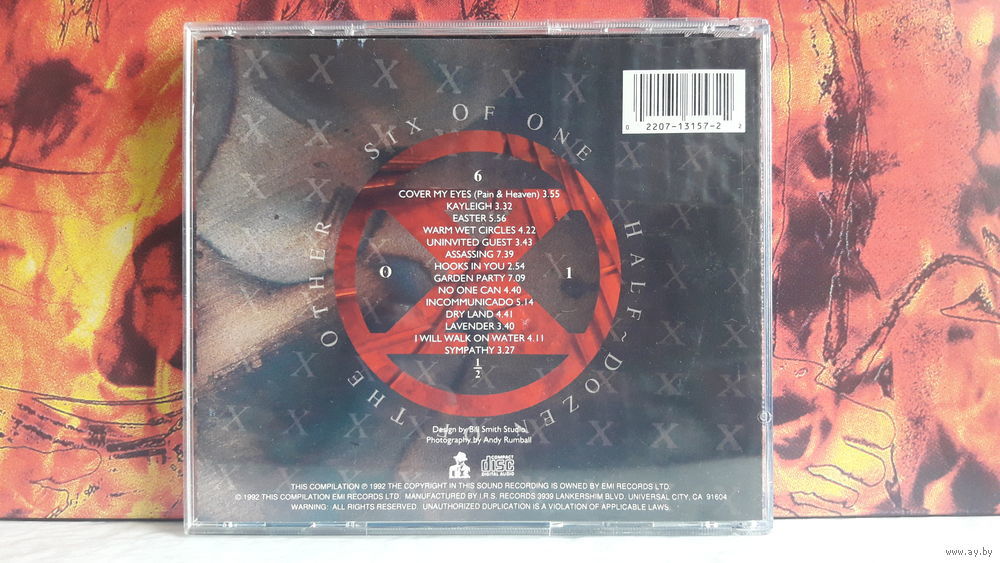 SIX OF ONE
HALF~DOZEN
THE OTHER
0 2207-13157-2 2
6
COVER MY EYES (Pain & Heaven) 3.55
KAYLEIGH 3.32
EASTER 5.56
WARM WET CIRCLES 4.22
UNINVITED GUEST 3.43
ASSASSING 7.39
HOOKS IN YOU 2.54
0
1
GARDEN PARTY 7.09
NO ONE CAN 4.40
INCOMMUNICADO 5.14
DRY LAND 4.41
LAVENDER 3.40
I WILL WALK ON WATER 4.11
SYMPATHY 3.27
1
2
Design by Bill Smith Studio.
Photography by Andy Rumball
COMPACT
disc
DIGITAL AUDIO
THIS COMPILATION ℗ 1992 THE COPYRIGHT IN THIS SOUND RECORDING IS OWNED BY EMI RECORDS LTD.
© 1992 THIS COMPILATION EMI RECORDS LTD. MANUFACTURED BY I.R.S. RECORDS 3939 LANKERSHIM BLVD. UNIVERSAL CITY, CA 91604
WARNING: ALL RIGHTS RESERVED. UNAUTHORIZED DUPLICATION IS A VIOLATION OF APPLICABLE LAWS.
www.ay.by